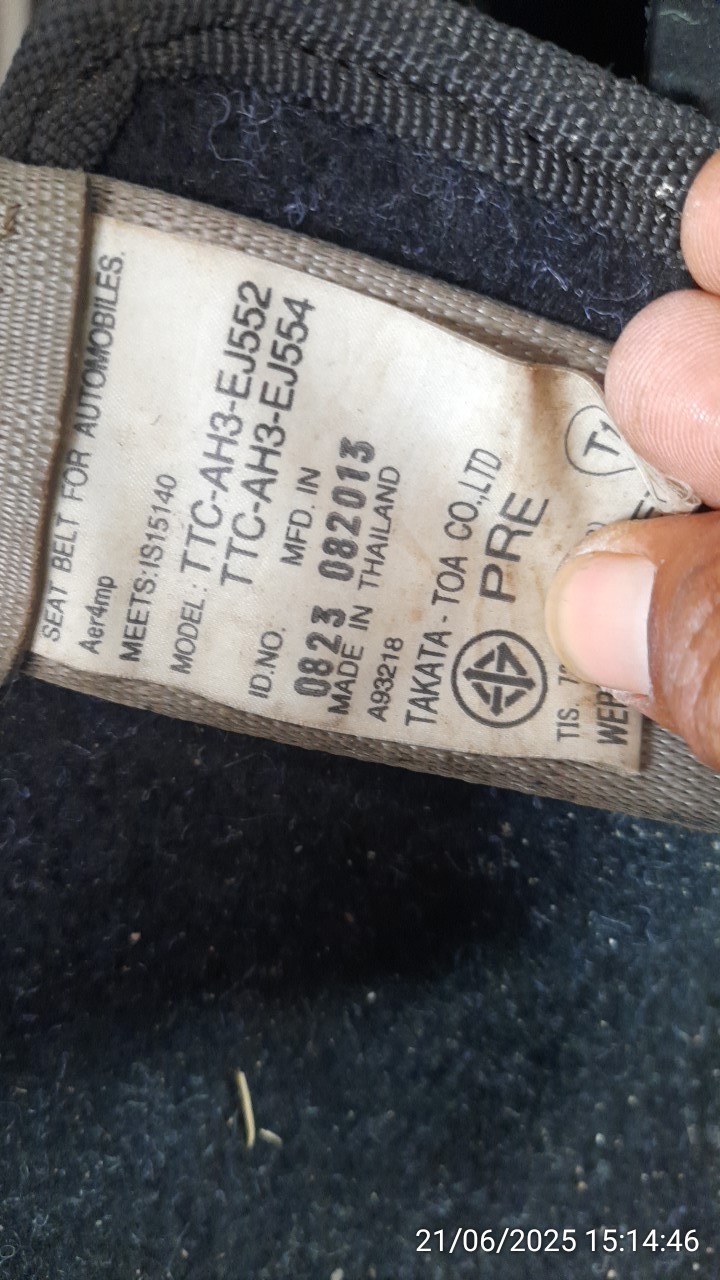 SEAT BELT FOR AUTOMOBILES.
Aer4mp
MEETS:IS15140
MODEL: TTC-AH3-EJ552
TTC-AH3-EJ554
ID.NO. MFD. IN
0823 082013
MADE IN THAILAND
A93218
TAKATA-TOA CO.,LTD
PRE
TIS.
21/06/2025 15:14:46